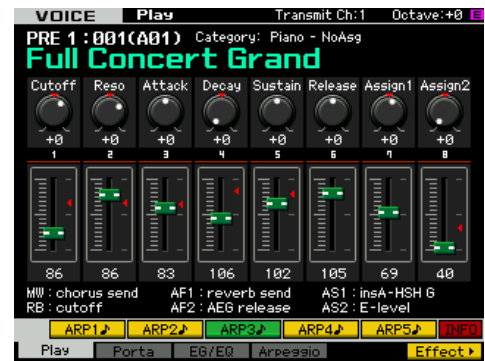 VOICE Play Transmit Ch:1 Oct:ave:+0 E
PRE 1:001(A01) Category: Piano - NoAsg
Full Concert Grand
Cutoff Reso Attack Decay Sustain Release Assign1 Assign2
+0 +0 +0 +0 +0 +0 +0 +0
1 2 3 4 5 6 7 8
86 86 83 106 102 105 69 40
MW: chorus send AF1: reverb send AS1: insA-HSH G
RB: cutoff AF2: AEG release AS2: E-level
ARP1♪ ARP2♪ ARP3♪ ARP4♪ ARP5♪ INFO
Play Porta EG/EQ Arpeggio Effect